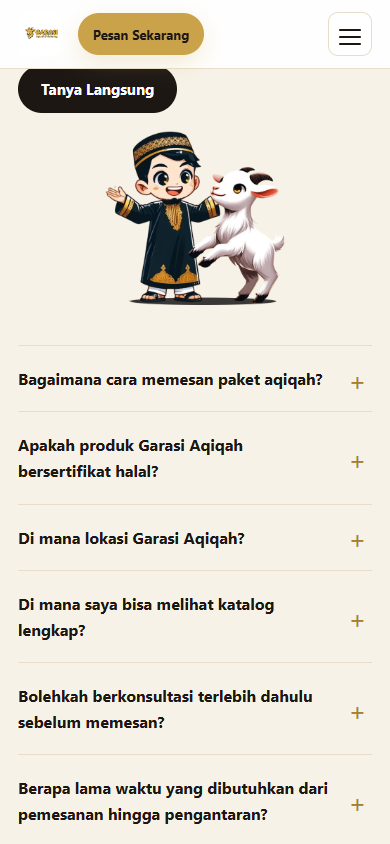 Pesan Sekarang
Tanya Langsung
Bagaimana cara memesan paket aqiqah?
Apakah produk Garasi Aqiqah
bersertifikat halal?
Di mana lokasi Garasi Aqiqah?
Di mana saya bisa melihat katalog
lengkap?
Bolehkah berkonsultasi terlebih dahulu
sebelum memesan?
Berapa lama waktu yang dibutuhkan dari
pemesanan hingga pengantaran?